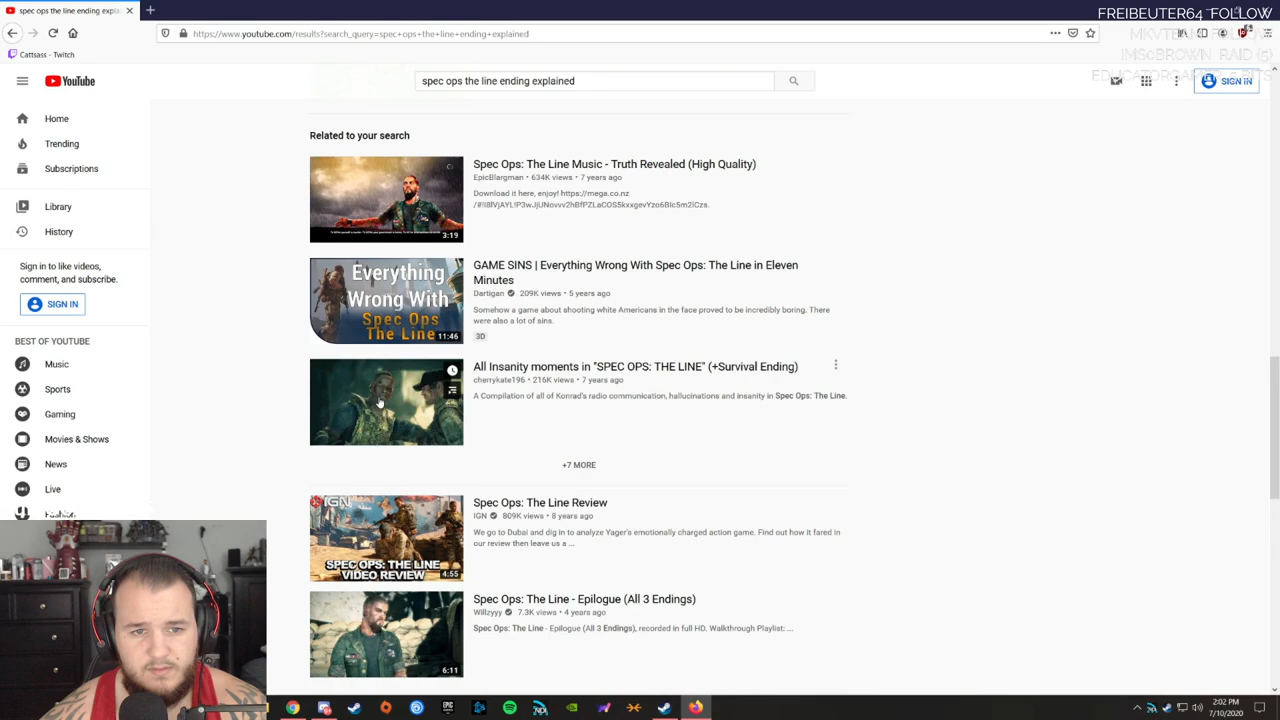 spec ops the line ending expla
FREIBEUTER64 FOLLOW
https://www.youtube.com/results?search_query=spec+ops+the+line+ending+explained
IMScBROWN RAID (5)
Cattsass - Twitch
YouTube
spec ops the line ending explained
SIGN IN
Home
Trending
Subscriptions
Library
History
Sign in to like videos,
comment, and subscribe.
SIGN IN
BEST OF YOUTUBE
Music
Sports
Gaming
Movies & Shows
News
Live
Fashion
Related to your search
3:19
Spec Ops: The Line Music - Truth Revealed (High Quality)
EpicBlargman • 634K views • 7 years ago
Download it here, enjoy! https://mega.co.nz
Everything
Wrong With
Spec Ops
The Line
11:46
GAME SINS | Everything Wrong With Spec Ops: The Line in Eleven
Minutes
Dartigan 209K views • 5 years ago
Somehow a game about shooting white Americans in the face proved to be incredibly boring. There
were also a lot of sins.
3D
All Insanity moments in "SPEC OPS: THE LINE" (+Survival Ending)
cherrykate196 • 216K views • 7 years ago
A Compilation of all of Konrad's radio communication, hallucinations and insanity in Spec Ops: The Line.
+7 MORE
IGN
SPEC OPS: THE LINE
VIDEO REVIEW
4:55
Spec Ops: The Line Review
IGN 809K views • 8 years ago
We go to Dubai and dig in to analyze Yager's emotionally charged action game. Find out how it fared in
our review then leave us a ...
6:11
Spec Ops: The Line - Epilogue (All 3 Endings)
Willzyyy 7.3K views • 4 years ago
Spec Ops: The Line - Epilogue (All 3 Endings), recorded in full HD. Walkthrough Playlist: ...
2:02 PM
7/10/2020